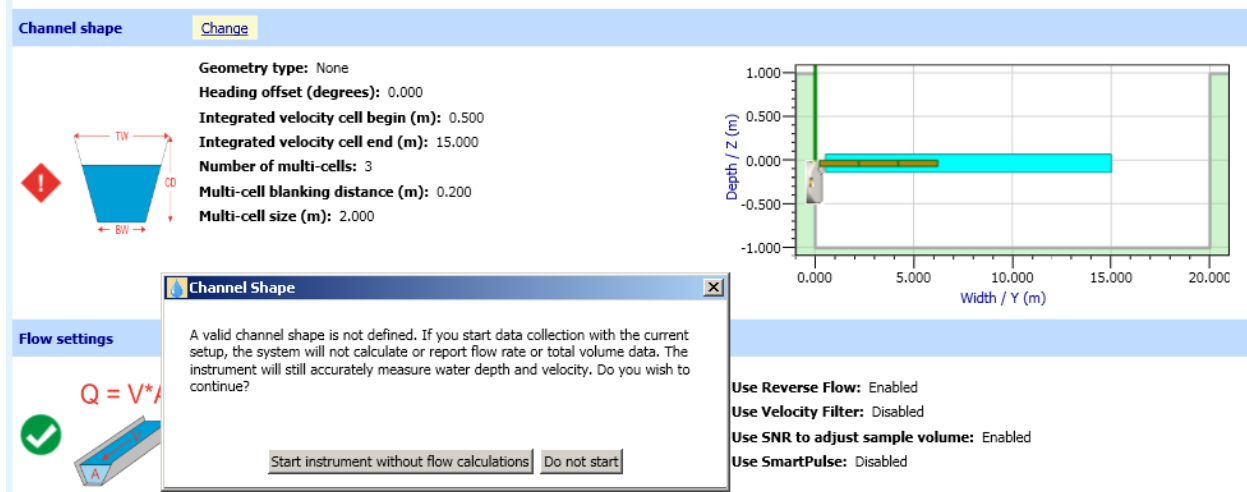 Channel shape Change
Geometry type: None
Heading offset (degrees): 0.000
Integrated velocity cell begin (m): 0.500
Integrated velocity cell end (m): 15.000
Number of multi-cells: 3
Multi-cell blanking distance (m): 0.200
Multi-cell size (m): 2.000
TW
CD
BW
!
1.000
0.500
0.000
-0.500
-1.000
Depth / Z (m)
0.000 5.000 10.000 15.000 20.000
Width / Y (m)
Channel Shape
A valid channel shape is not defined. If you start data collection with the current
setup, the system will not calculate or report flow rate or total volume data. The
instrument will still accurately measure water depth and velocity. Do you wish to
continue?
Start instrument without flow calculations Do not start
Flow settings
Q = V*A
V
A
Use Reverse Flow: Enabled
Use Velocity Filter: Disabled
Use SNR to adjust sample volume: Enabled
Use SmartPulse: Disabled